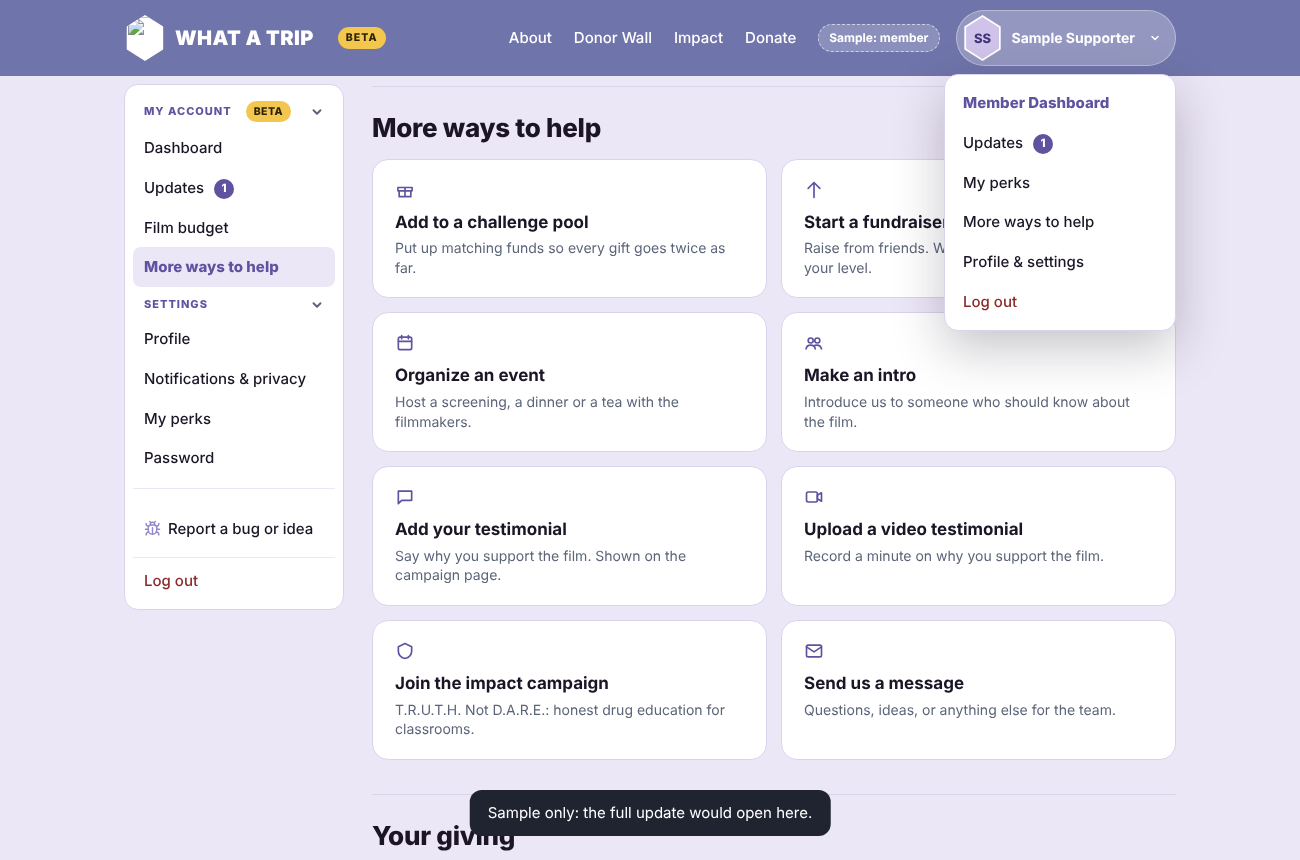 WHAT A TRIP BETA About Donor Wall Impact Donate Sample: member SS Sample Supporter
MY ACCOUNT BETA
Dashboard
Updates 1
Film budget
More ways to help
SETTINGS
Profile
Notifications & privacy
My perks
Password
Report a bug or idea
Log out
Member Dashboard
Updates 1
My perks
More ways to help
Profile & settings
Log out
More ways to help
Add to a challenge pool
Put up matching funds so every gift goes twice as
far.
Start a fundraiser
Raise from friends. W
your level.
Organize an event
Host a screening, a dinner or a tea with the
filmmakers.
Make an intro
Introduce us to someone who should know about
the film.
Add your testimonial
Say why you support the film. Shown on the
campaign page.
Upload a video testimonial
Record a minute on why you support the film.
Join the impact campaign
T.R.U.T.H. Not D.A.R.E.: honest drug education for
classrooms.
Send us a message
Questions, ideas, or anything else for the team.
Sample only: the full update would open here.
Your giving